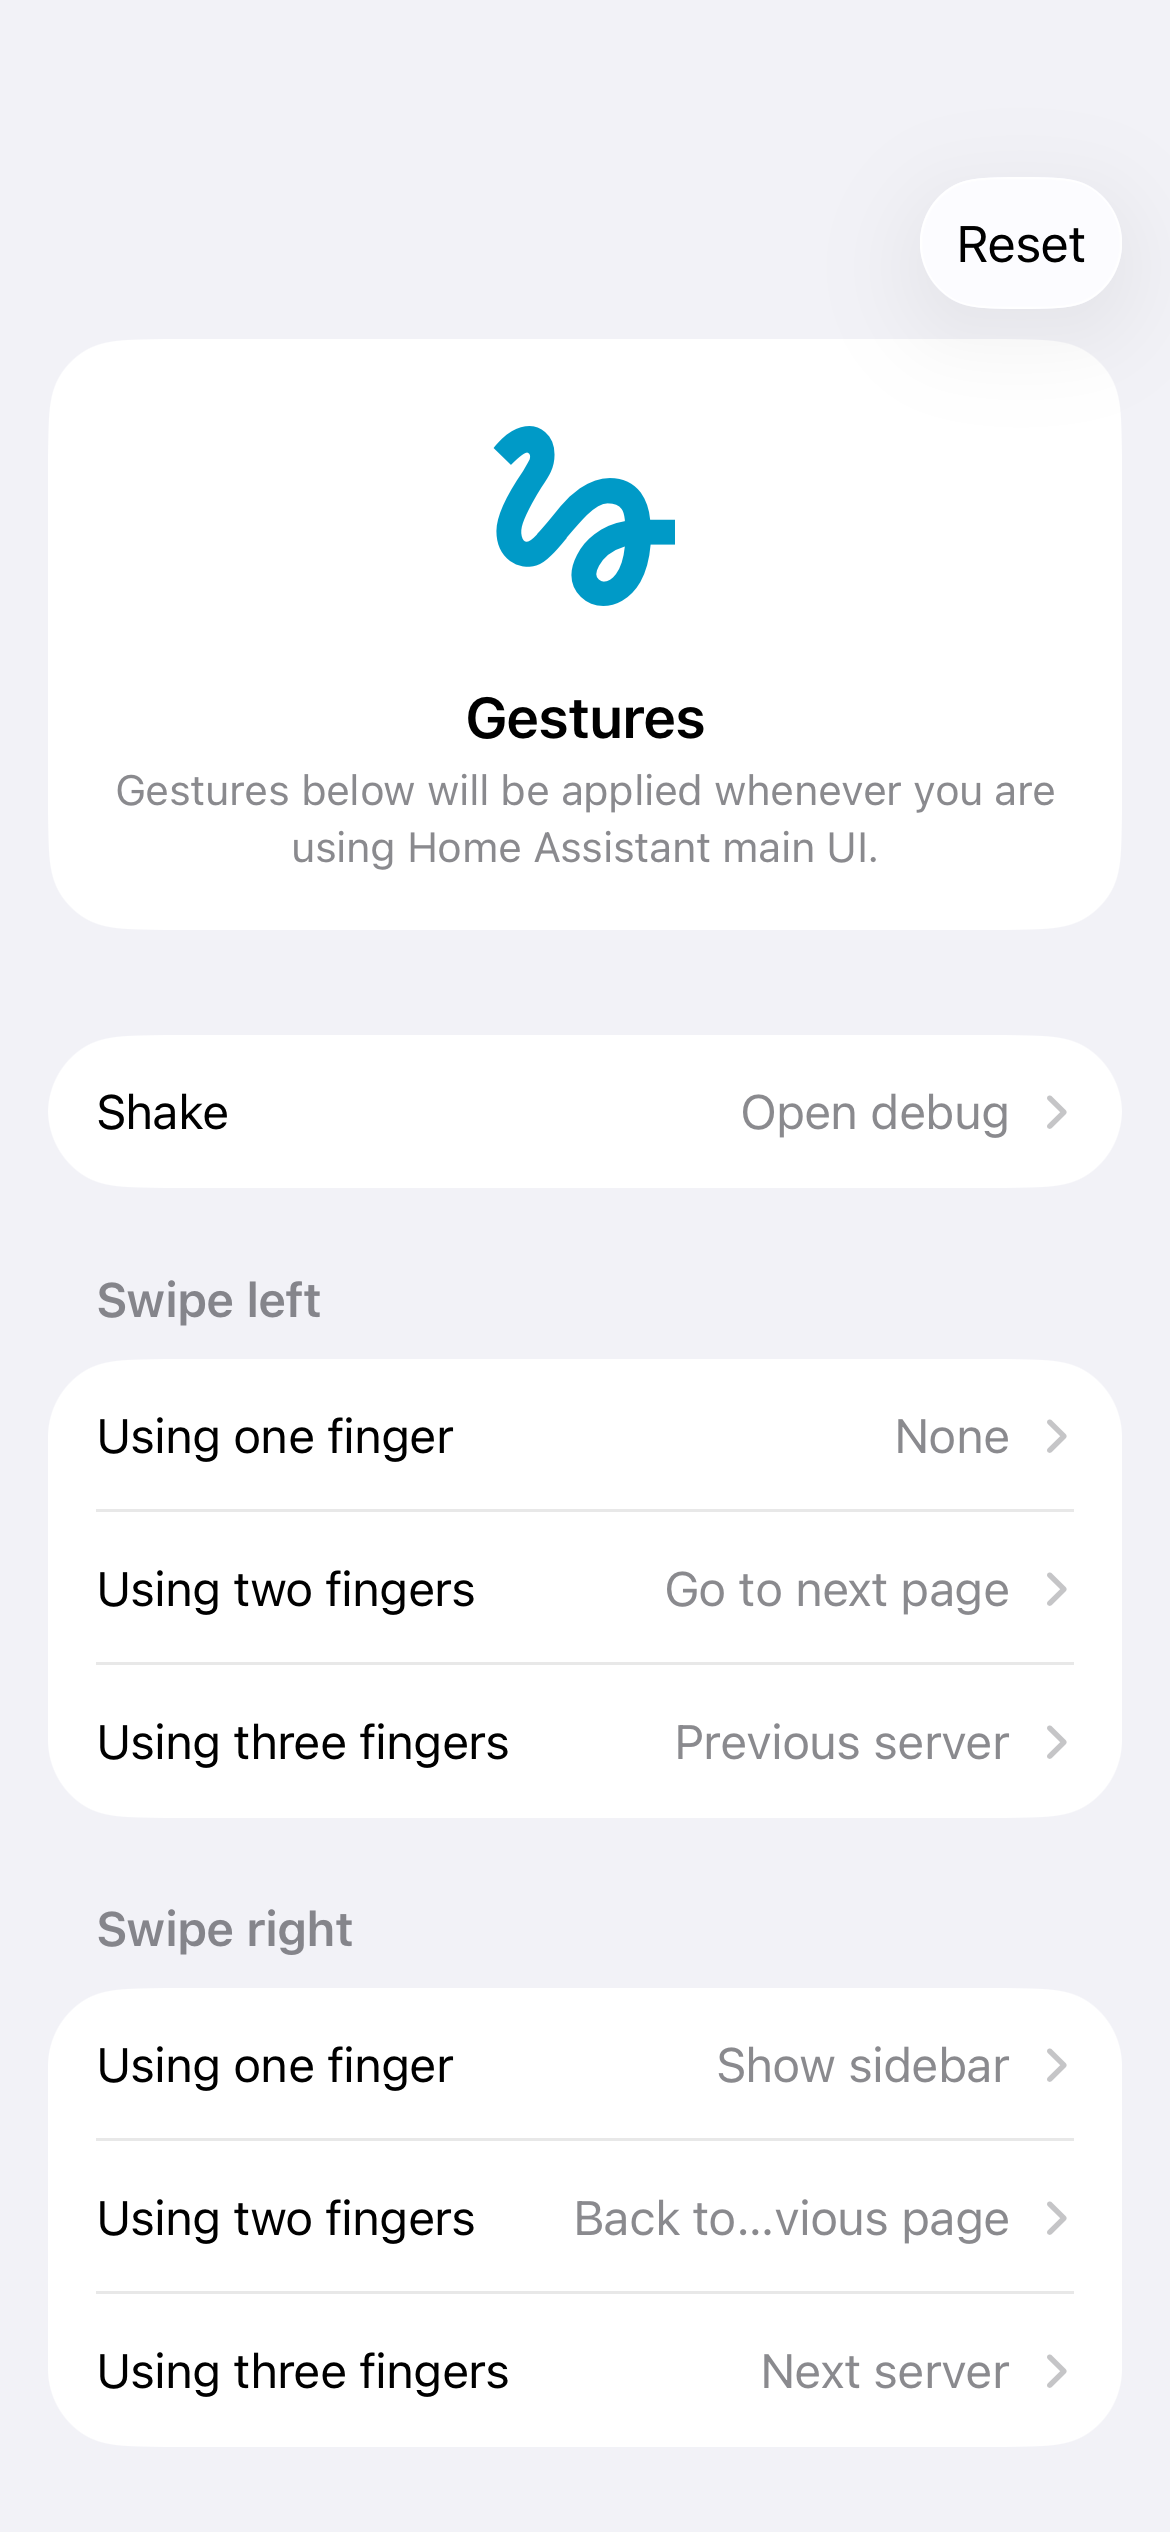 Reset
Gestures
Gestures below will be applied whenever you are
using Home Assistant main UI.
Shake Open debug
Swipe left
Using one finger None
Using two fingers Go to next page
Using three fingers Previous server
Swipe right
Using one finger Show sidebar
Using two fingers Back to...vious page
Using three fingers Next server